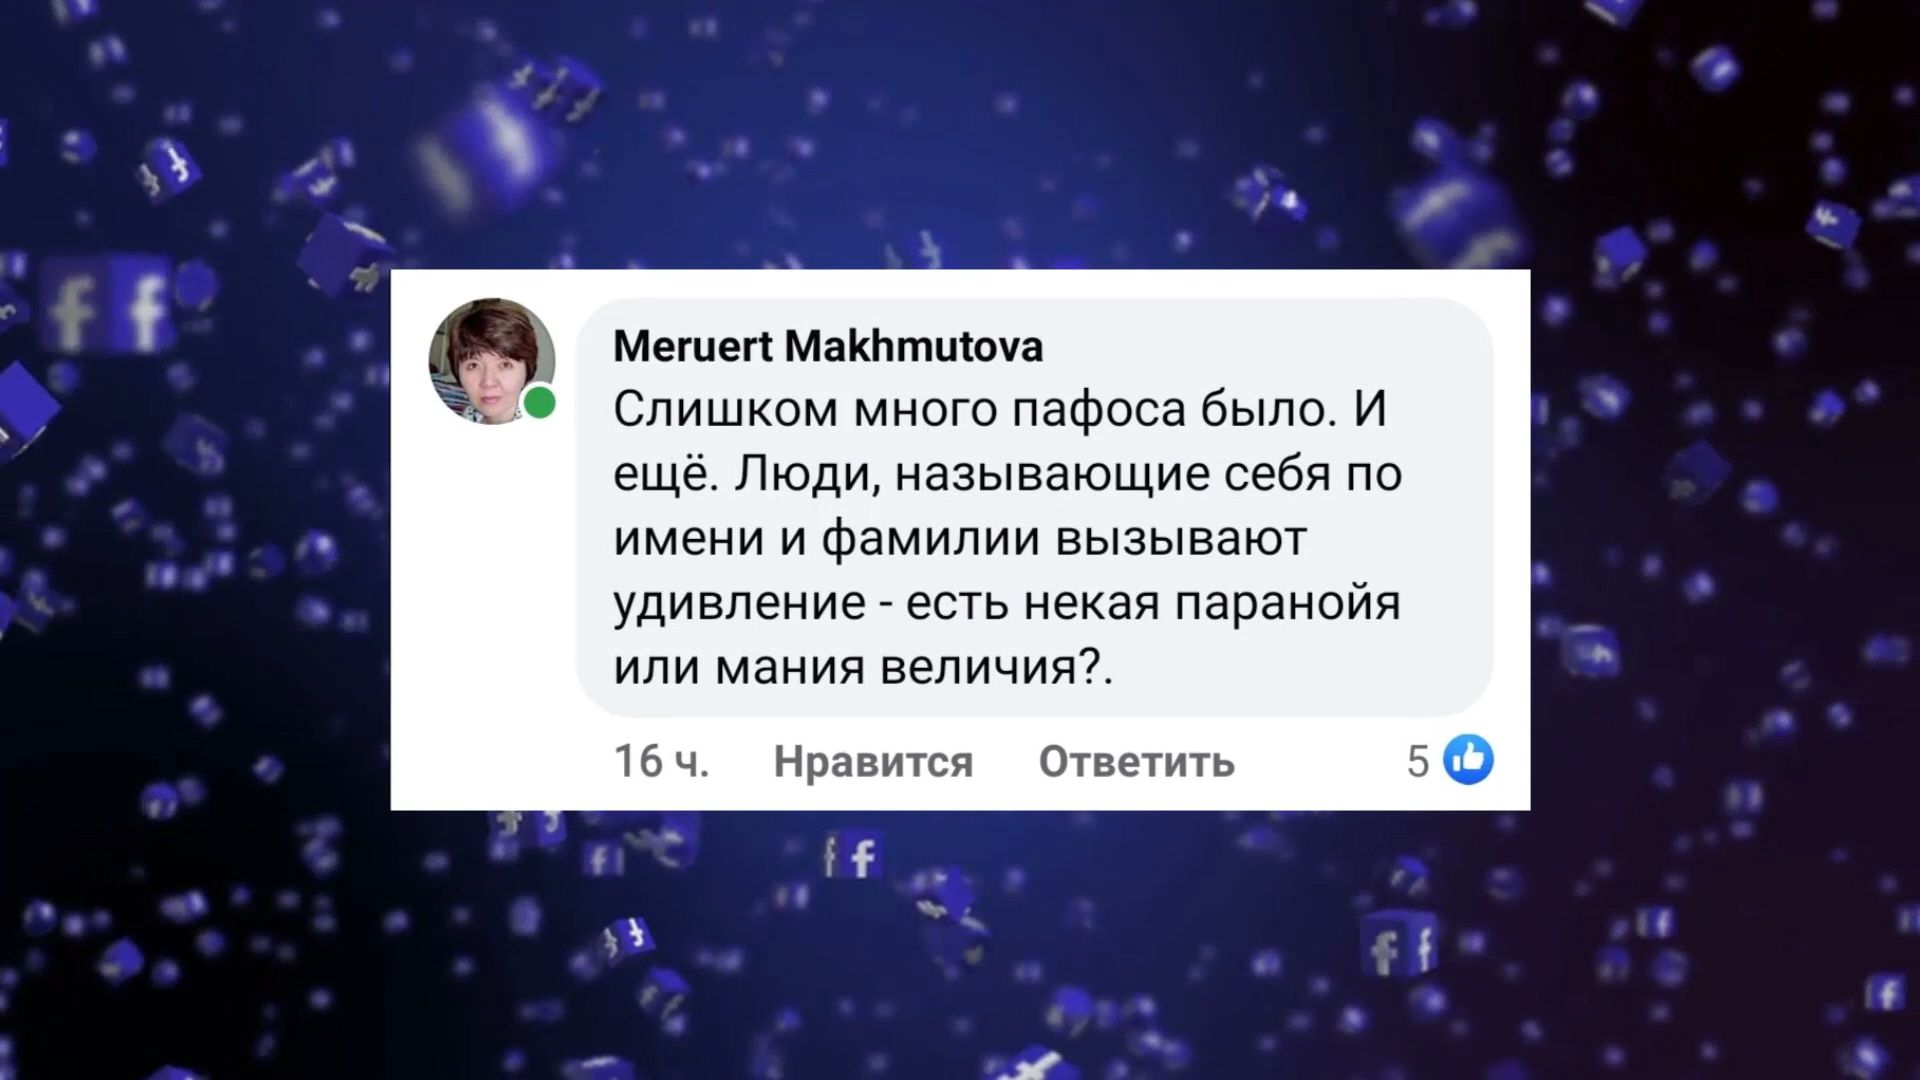 Meruert Makhmutova
Слишком много пафоса было. И
ещё. Люди, называющие себя по
имени и фамилии вызывают
удивление - есть некая паранойя
или мания величия?.
16 ч. Нравится Ответить 5